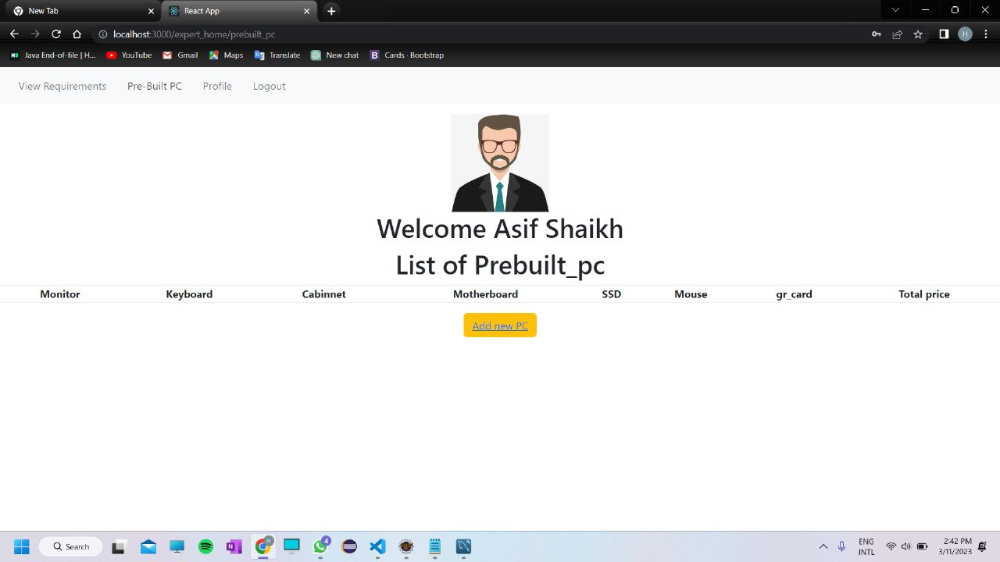 New Tab
React App
localhost:3000/expert_home/prebuilt_pc
H
Java End-of-file | H...
YouTube
Gmail
Maps
Translate
New chat
B
Cards · Bootstrap
View Requirements
Pre-Built PC
Profile
Logout
Welcome Asif Shaikh
List of Prebuilt_pc
Monitor Keyboard Cabinnet Motherboard SSD Mouse gr_card Total price
Add new PC
Search
N
H
4
ENG
INTL
2:42 PM
3/11/2023